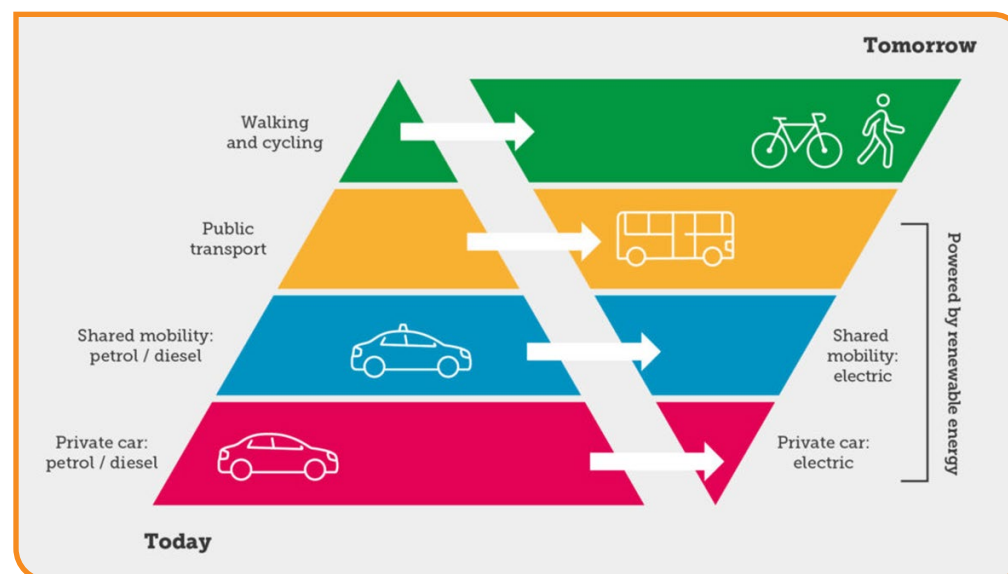 Tomorrow
Walking
and cycling
Public
transport
Shared mobility:
petrol / diesel
Shared
mobility:
electric
Private car:
petrol / diesel
Private car:
electric
Powered by renewable energy
Today